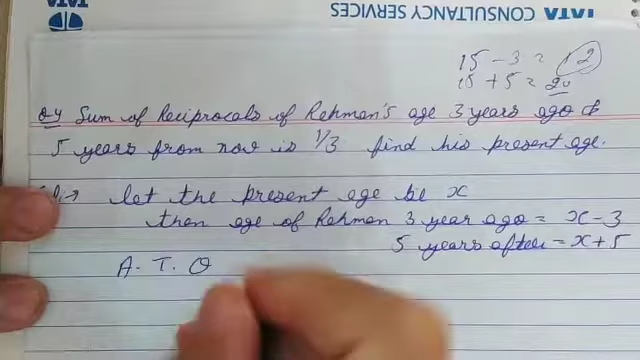 TATA CONSULTANCY SERVICES TATA
15 - 3 = 12
15 + 5 = 20
Q4 Sum of Reciprocals of Rehman's age 3 years ago &
5 years from now is 1/3 find his present age.
let the present age be x
then age of Rehman 3 year ago = x - 3
5 years after = x + 5
A. T. Q